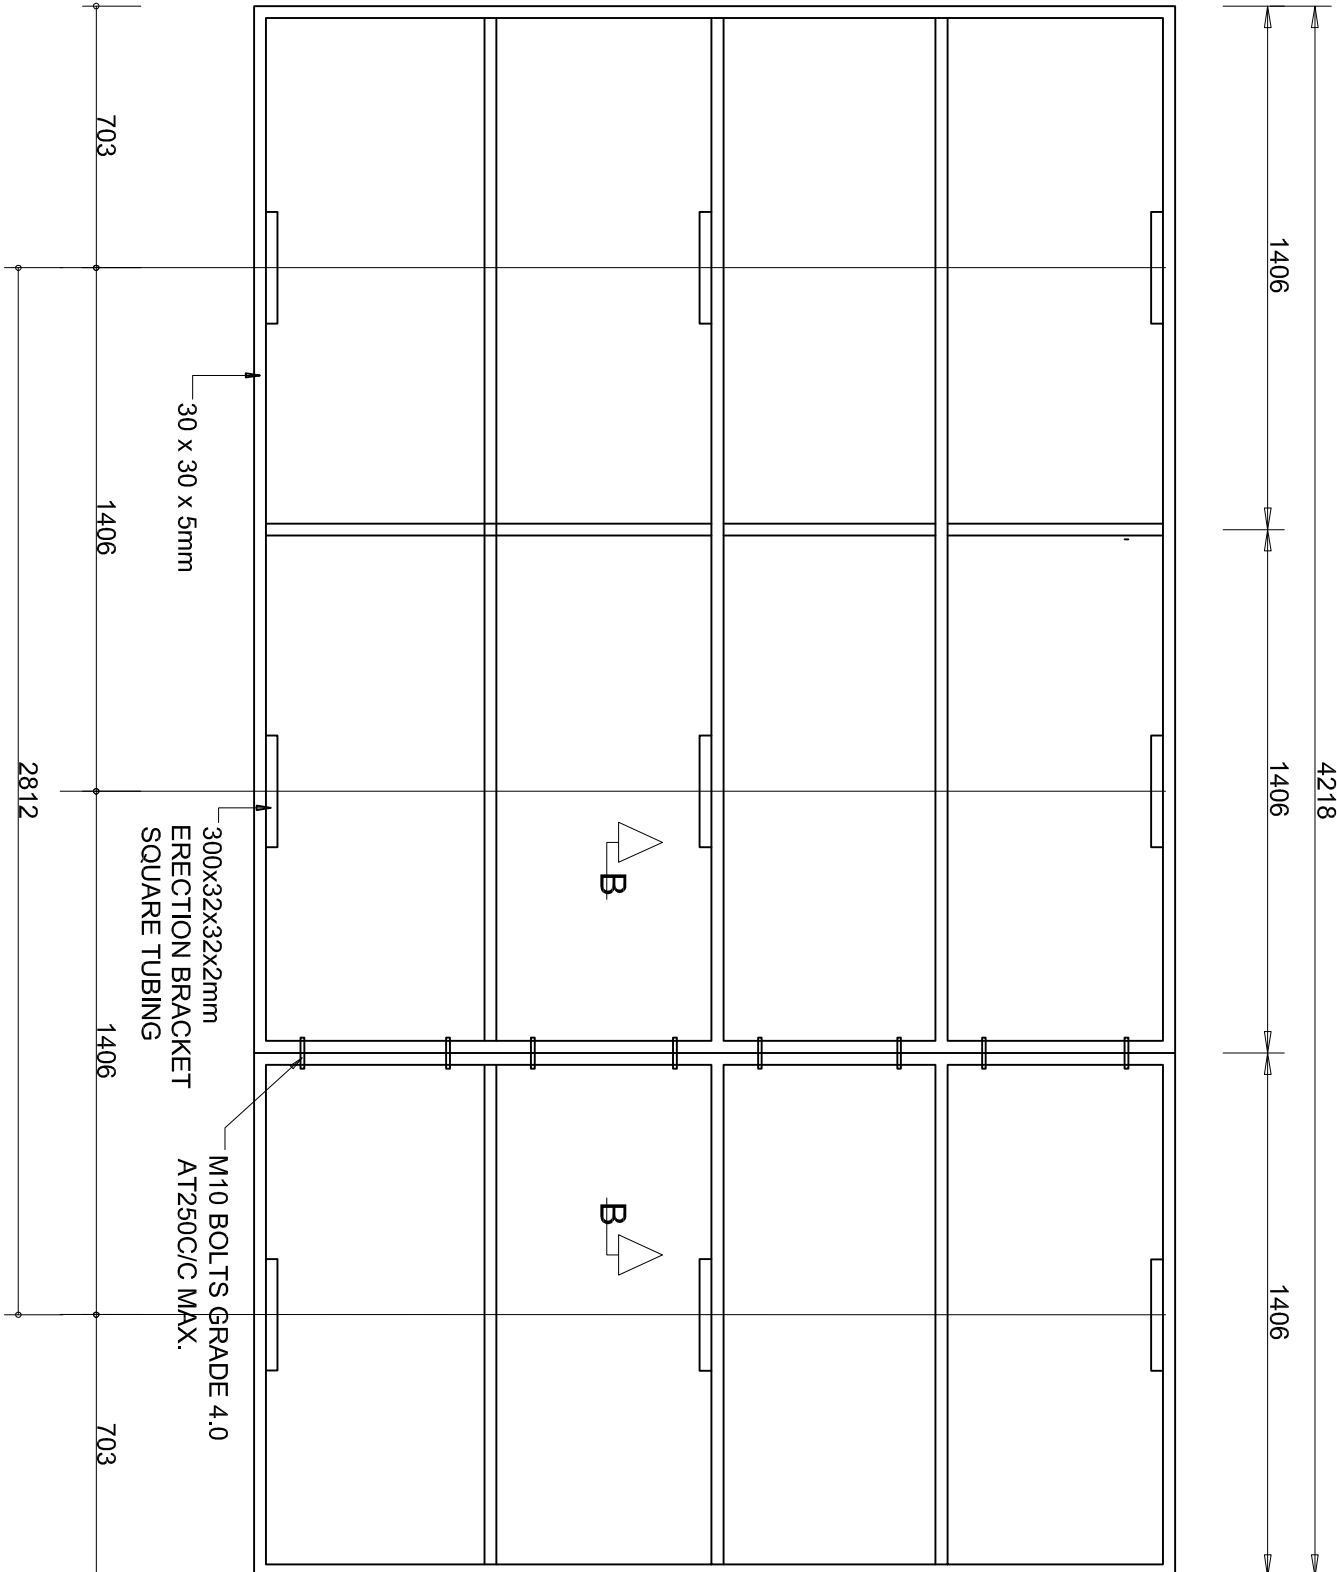 4218
1406
1406
1406
B
B
30 x 30 x 5mm
300x32x32x2mm
ERECTION BRACKET
SQUARE TUBING
M10 BOLTS GRADE 4.0
AT250C/C MAX.
703
1406
1406
703
2812